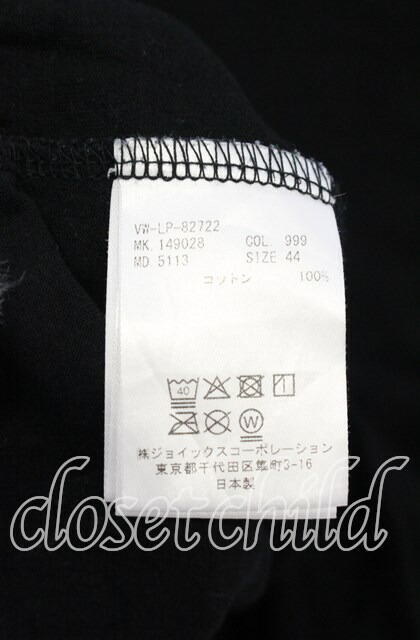 VW-LP-82722
MK 149028 COL 999
MD 5113 SIZE 44
コットン 100%
40
W
株ジョイックスコーポレーション
東京都千代田区隼町3-16
日本製
closet child